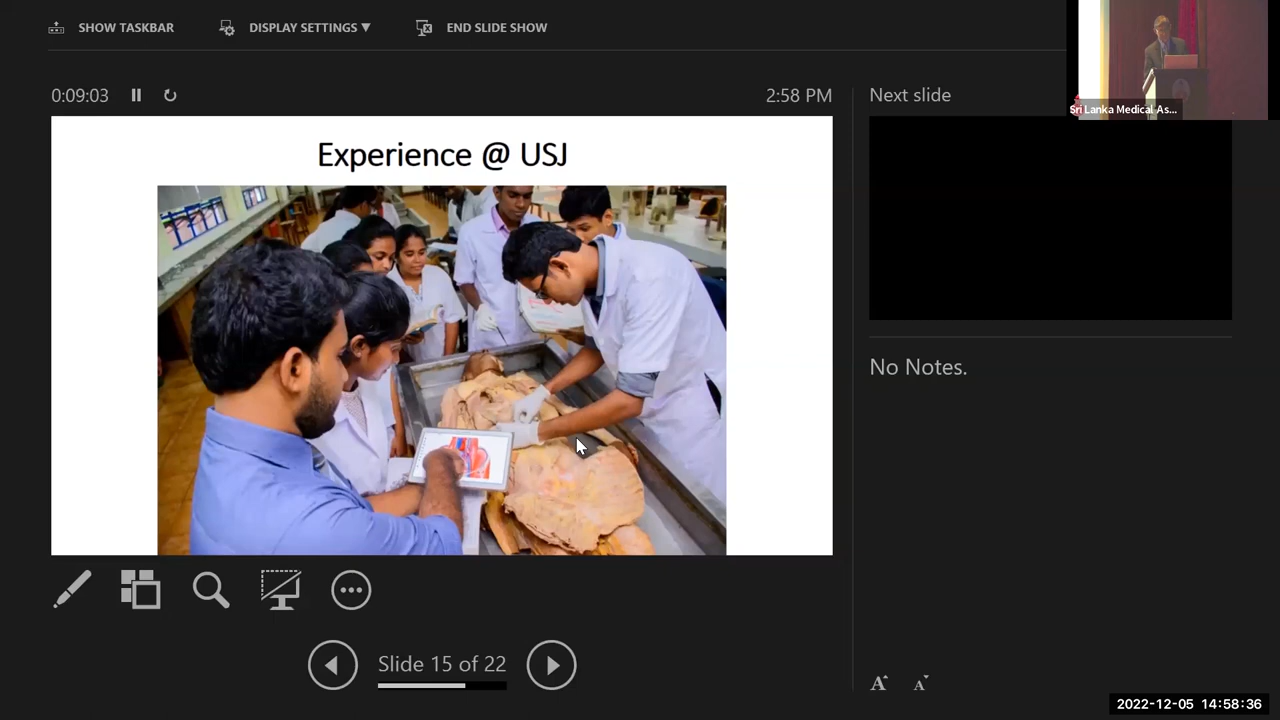 SHOW TASKBAR
DISPLAY SETTINGS ▼
END SLIDE SHOW
0:09:03
2:58 PM
Next slide
Sri Lanka Medical As...
Experience @ USJ
No Notes.
Slide 15 of 22
A A
2022-12-05 14:58:36